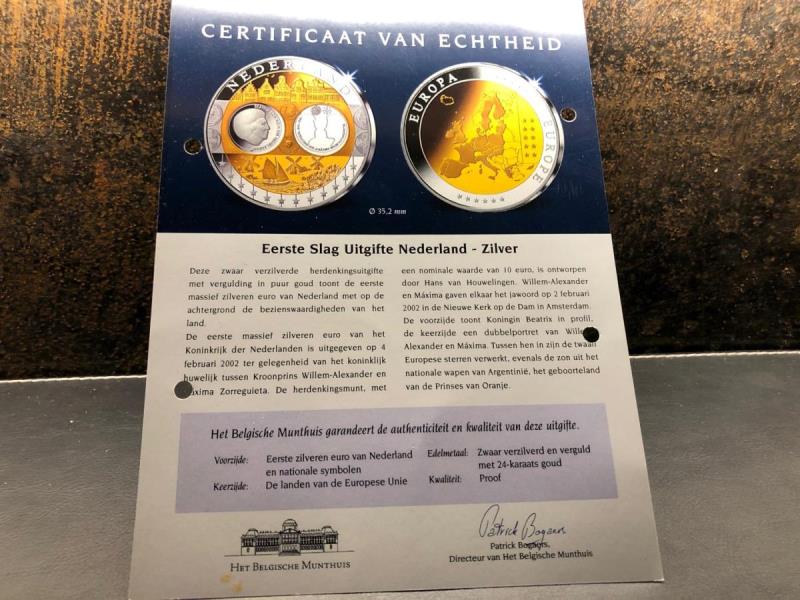 CERTIFICAAT VAN ECHTHEID
NEDERLAND
EUROPA
EUROPE
Ø 35,2 mm
Eerste Slag Uitgifte Nederland - Zilver
Deze zwaar verzilverde herdenkingsuitgifte
met vergulding in puur goud toont de eerste
massief zilveren euro van Nederland met op de
achtergrond de bezienswaardigheden van het
land.
De eerste massief zilveren euro van het
Koninkrijk der Nederlanden is uitgegeven op 4
februari 2002 ter gelegenheid van het koninklijk
huwelijk tussen Kroonprins Willem-Alexander en
Zorreguieta. De herdenkingsmunt, met
een nominale waarde van 10 euro, is ontworpen
door Hans van Houwelingen. Willem-Alexander
en Máxima gaven elkaar het jawoord op 2 februari
2002 in de Nieuwe Kerk op de Dam in Amsterdam.
De voorzijde toont Koningin Beatrix in profil,
de keerzijde een dubbelportret van
Alexander en Máxima. Tussen hen in zijn de twaalf
Europese sterren verwerkt, evenals de zon uit het
nationale wapen van Argentinië, het geboorteland
van de Prinses van Oranje.
Het Belgische Munthuis garandeert de authenticiteit en kwaliteit van deze uitgifte.
Voorzijde: Eerste zilveren euro van Nederland
en nationale symbolen
Keerzijde: De landen van de Europese Unie
Edelmetaal: Zwaar verzilverd en verguld
met 24-karaats goud
Kwaliteit: Proof
HET BELGISCHE MUNTHUIS
Patrick Bogaers
Patrick Bogaers,
Directeur van Het Belgische Munthuis